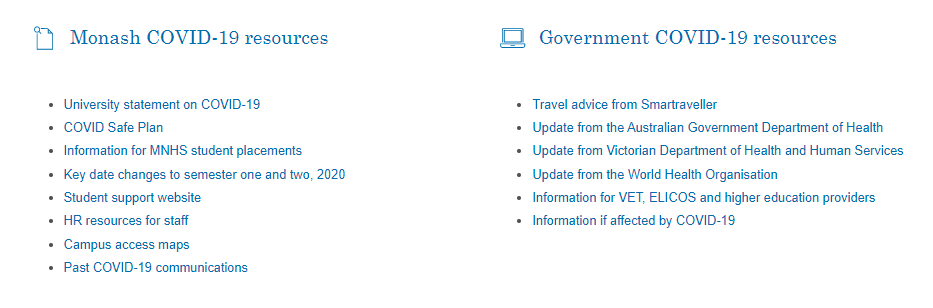 Monash COVID-19 resources
University statement on COVID-19
COVID Safe Plan
Information for MNHS student placements
Key date changes to semester one and two, 2020
Student support website
HR resources for staff
Campus access maps
Past COVID-19 communications
Government COVID-19 resources
Travel advice from Smartraveller
Update from the Australian Government Department of Health
Update from Victorian Department of Health and Human Services
Update from the World Health Organisation
Information for VET, ELICOS and higher education providers
Information if affected by COVID-19